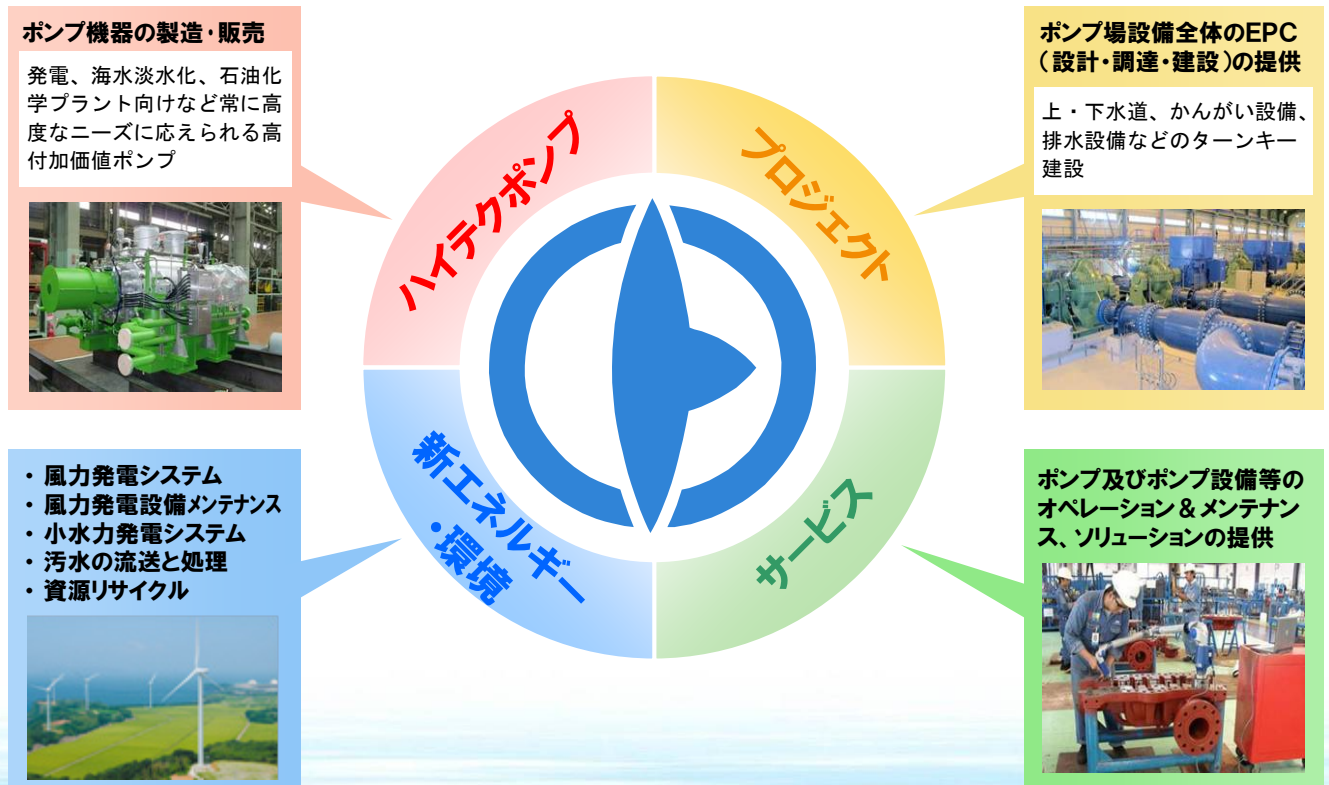 ポンプ機器の製造・販売
発電、海水淡水化、石油化
学プラント向けなど常に高
度なニーズに応えられる高
付加価値ポンプ
ポンプ場設備全体のEPC
(設計・調達・建設)の提供
上・下水道、かんがい設備、
排水設備などのターンキー
建設
ハイテクポンプ
プロジェクト
新エネルギー
・環境
サービス
・風力発電システム
・風力発電設備メンテナンス
・小水力発電システム
・汚水の流送と処理
・資源リサイクル
ポンプ及びポンプ設備等の
オペレーション&メンテナン
ス、ソリューションの提供